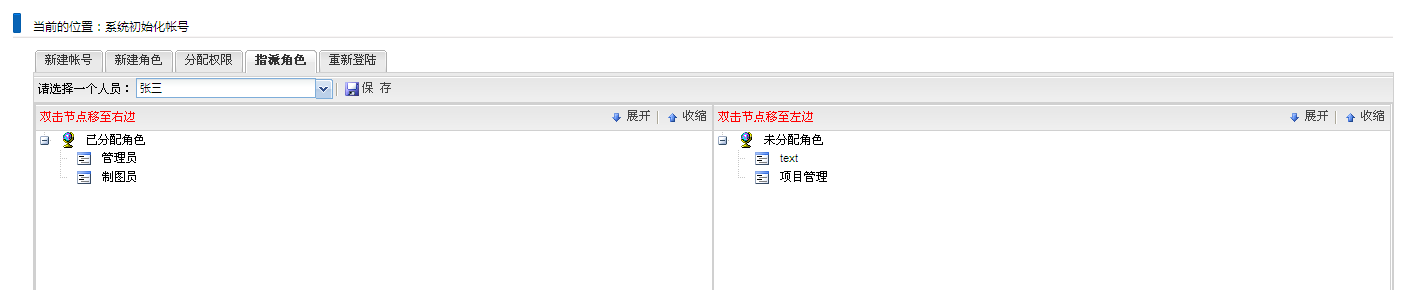 当前的位置：系统初始化帐号
新建帐号 新建角色 分配权限 指派角色 重新登陆
请选择一个人员： 张三 保 存
双击节点移至右边 展开 收缩
已分配角色
管理员
制图员
双击节点移至左边 展开 收缩
未分配角色
text
项目管理